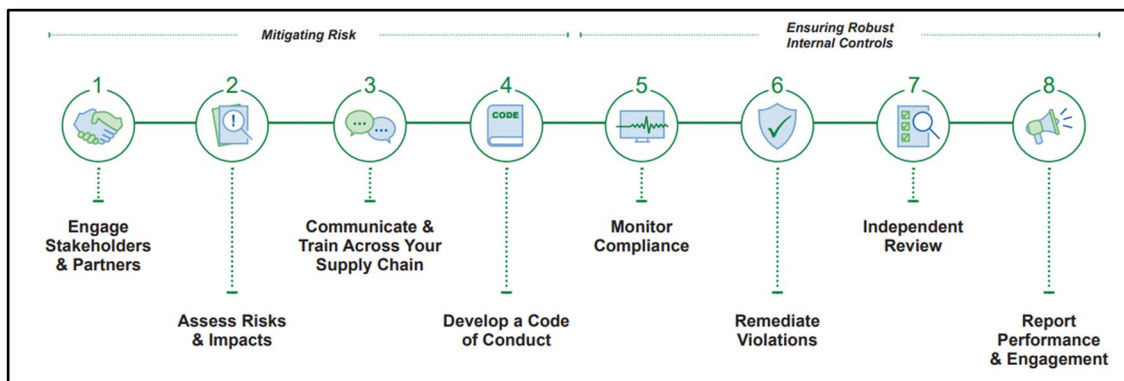 Mitigating Risk
Ensuring Robust
Internal Controls
1
2
3
4
5
6
7
8
CODE
Engage
Stakeholders
& Partners
Assess Risks
& Impacts
Communicate &
Train Across Your
Supply Chain
Develop a Code
of Conduct
Monitor
Compliance
Remediate
Violations
Independent
Review
Report
Performance
& Engagement